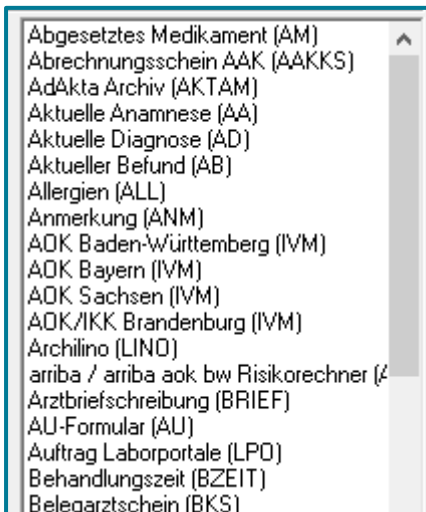 Abgesetztes Medikament (AM)
Abrechnungsschein AAK (AAKKS)
AdAkta Archiv (AKTAM)
Aktuelle Anamnese (AA)
Aktuelle Diagnose (AD)
Aktueller Befund (AB)
Allergien (ALL)
Anmerkung (ANM)
AOK Baden-Württemberg (IVM)
AOK Bayern (IVM)
AOK Sachsen (IVM)
AOK/IKK Brandenburg (IVM)
Archilino (LINO)
arriba / arriba aok bw Risikorechner (A
Arztbriefschreibung (BRIEF)
AU-Formular (AU)
Auftrag Laborportale (LPO)
Behandlungszeit (BZEIT)
Belegarztschein (BKS)